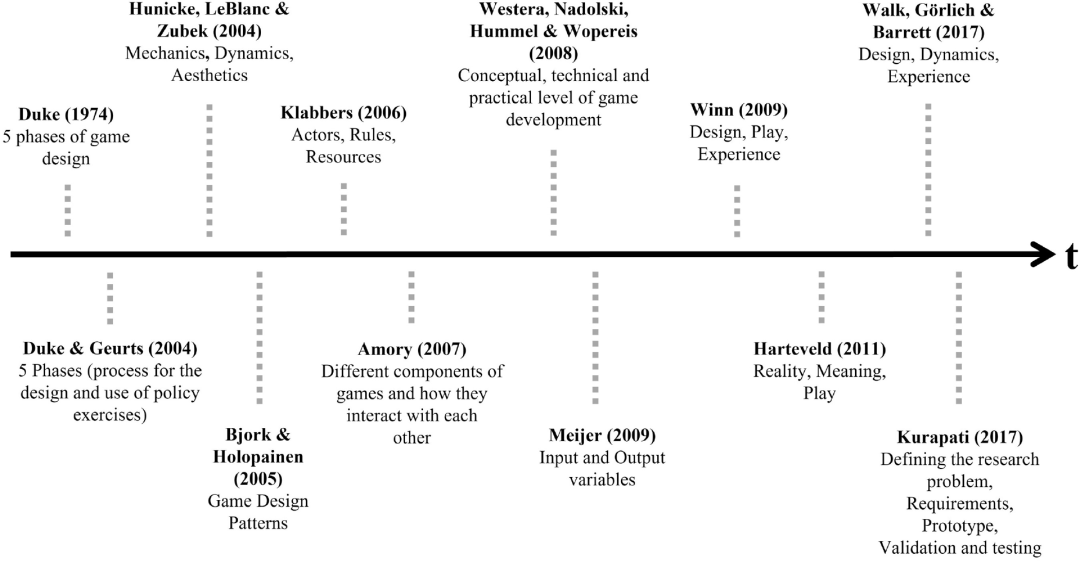 Hunicke, LeBlanc &
Zubek (2004)
Mechanics, Dynamics,
Aesthetics
Westera, Nadolski,
Hummel & Wopereis
(2008)
Conceptual, technical and
practical level of game
development
Walk, Görlich &
Barrett (2017)
Design, Dynamics,
Experience
Duke (1974)
5 phases of game
design
Klabbers (2006)
Actors, Rules,
Resources
Winn (2009)
Design, Play,
Experience
t
Duke & Geurts (2004)
5 Phases (process for the
design and use of policy
exercises)
Bjork &
Holopainen
(2005)
Game Design
Patterns
Amory (2007)
Different components of
games and how they
interact with each
other
Meijer (2009)
Input and Output
variables
Harteveld (2011)
Reality, Meaning,
Play
Kurapati (2017)
Defining the research
problem,
Requirements,
Prototype,
Validation and testing